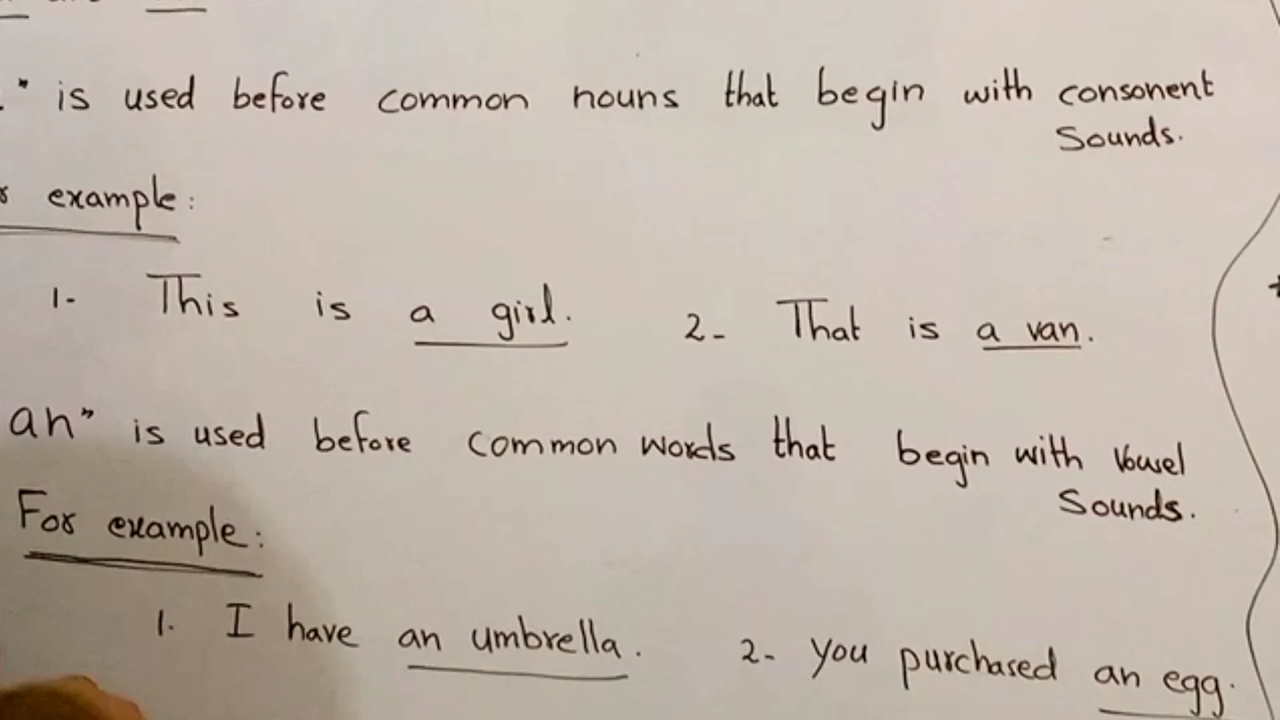 " is used before common nouns that begin with consonent
Sounds.
example:
1- This is a girl. 2- That is a van.
an" is used before common words that begin with Vowel
Sounds.
For example:
1. I have an umbrella. 2- You purchased an egg.